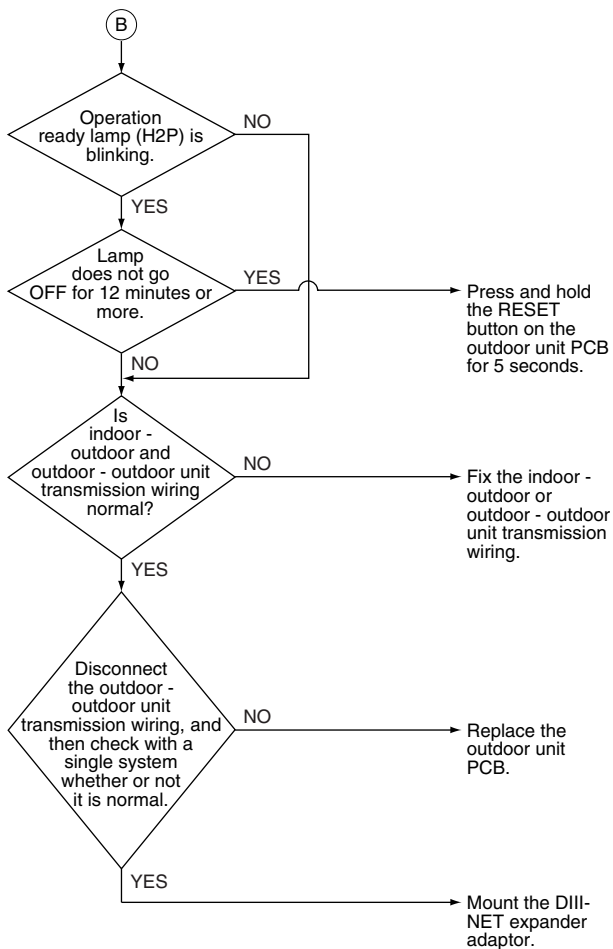 B
Operation
ready lamp (H2P) is
blinking.
NO
YES
Lamp
does not go
OFF for 12 minutes or
more.
YES
Press and hold
the RESET
button on the
outdoor unit PCB
for 5 seconds.
NO
Is
indoor -
outdoor and
outdoor - outdoor unit
transmission wiring
normal?
NO
Fix the indoor -
outdoor or
outdoor - outdoor
unit transmission
wiring.
YES
Disconnect
the outdoor -
outdoor unit
transmission wiring, and
then check with a
single system
whether or not
it is normal.
NO
Replace the
outdoor unit
PCB.
YES
Mount the DIII-
NET expander
adaptor.